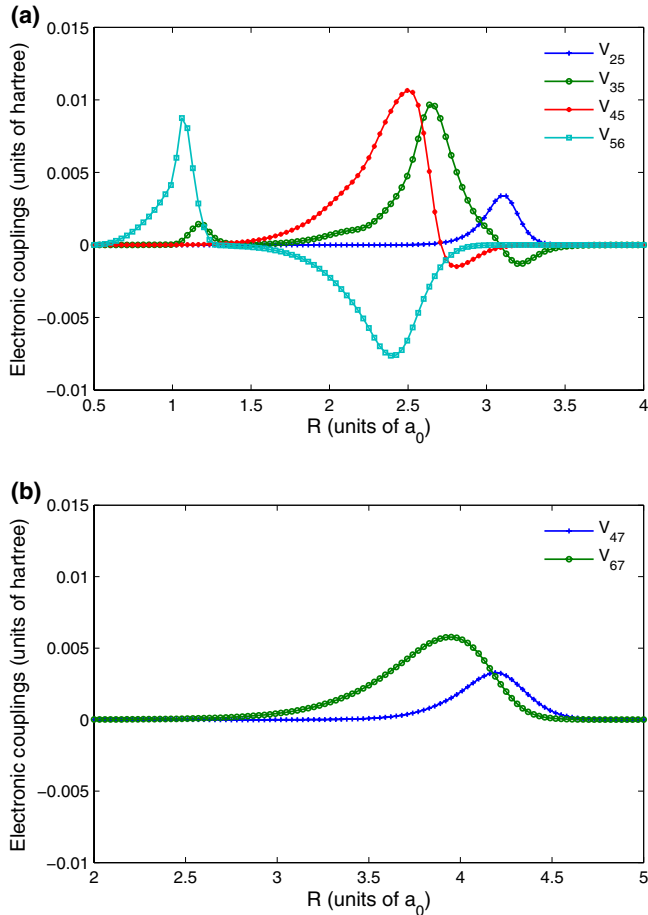 (a)
0.015
0.01
0.005
0
−0.005
−0.01
Electronic couplings (units of hartree)
V25
V35
V45
V56
0.5 1 1.5 2 2.5 3 3.5 4
R (units of a0)
(b)
0.015
0.01
0.005
0
−0.005
−0.01
Electronic couplings (units of hartree)
V47
V67
2 2.5 3 3.5 4 4.5 5
R (units of a0)